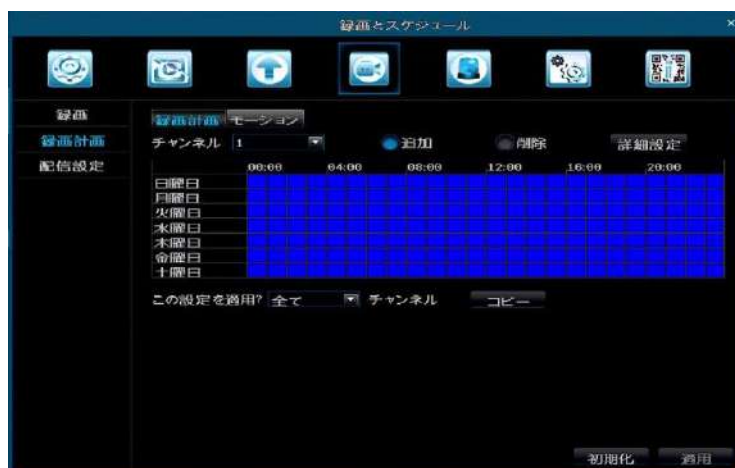 録画とスケジュール ×
録画
録画計画
配信設定
録画計画 モーション
チャンネル 1 追加 削除 詳細設定
00:00 04:00 08:00 12:00 16:00 20:00
日曜日
月曜日
火曜日
水曜日
木曜日
金曜日
土曜日
この設定を適用? 全て チャンネル コピー
初期化 適用